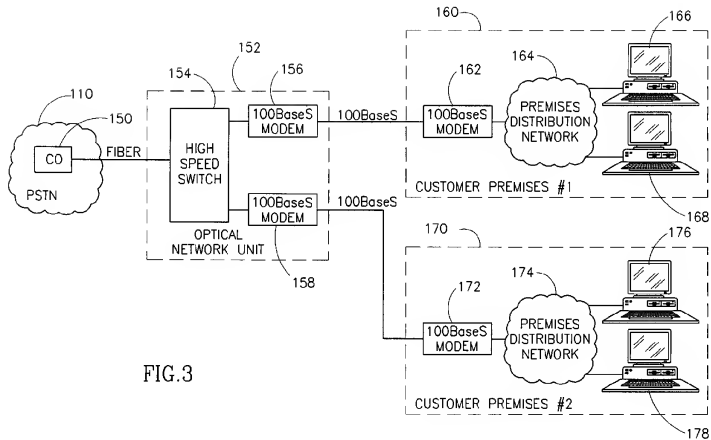 160
166
152
154
156
162
164
110
150
100BaseS
MODEM
100BaseS
100BaseS
MODEM
PREMISES
DISTRIBUTION
NETWORK
CO
FIBER
HIGH
SPEED
SWITCH
PSTN
CUSTOMER PREMISES #1
168
100BaseS
MODEM
100BaseS
OPTICAL
NETWORK UNIT
158
170
176
172
174
100BaseS
MODEM
PREMISES
DISTRIBUTION
NETWORK
FIG.3
CUSTOMER PREMISES #2
178